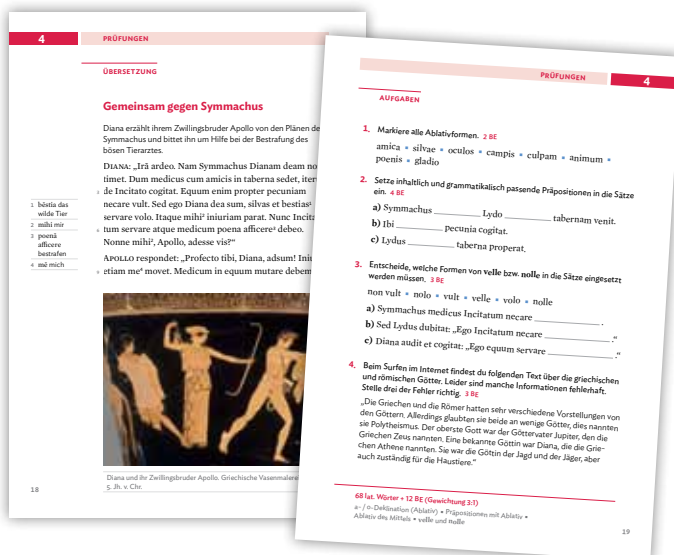 4
PRÜFUNGEN
ÜBERSETZUNG
Gemeinsam gegen Symmachus
Diana erzählt ihrem Zwillingsbruder Apollo von den Plänen de
Symmachus und bittet ihn um Hilfe bei der Bestrafung des
bösen Tierarztes.
DIANA: „Irā ardeo. Nam Symmachus Dianam deam no
timet. Dum medicus cum amicis in taberna sedet, iter
de Incitato cogitat. Equum enim propter pecuniam
necare vult. Sed ego Diana dea sum, silvas et bestias¹
servare volo. Itaque mihi² iniuriam parat. Nunc Incita
tum servare atque medicum poena afficere³ debeo.
Nonne mihi², Apollo, adesse vis?“
APOLLO respondet: „Profecto tibi, Diana, adsum! Iniu
etiam me⁴ movet. Medicum in equum mutare debem
1 bēstia das
wilde Tier
2 mihi mir
3 poenā
afficere
bestrafen
4 mē mich
Diana und ihr Zwillingsbruder Apollo. Griechische Vasenmalerei
5. Jh. v. Chr.
18
PRÜFUNGEN
4
AUFGABEN
1. Markiere alle Ablativformen. 2 BE
amica • silvae • oculos • campis • culpam • animum •
poenis • gladio
2. Setze inhaltlich und grammatikalisch passende Präpositionen in die Sätze
ein. 4 BE
a) Symmachus ________ Lydo ________ tabernam venit.
b) Ibi ________ pecunia cogitat.
c) Lydus ________ taberna properat.
3. Entscheide, welche Formen von velle bzw. nolle in die Sätze eingesetzt
werden müssen. 3 BE
non vult • nolo • vult • velle • volo • nolle
a) Symmachus medicus Incitatum necare ________ .
b) Sed Lydus dubitat: „Ego Incitatum necare ________ .“
c) Diana audit et cogitat: „Ego equum servare ________ .“
4. Beim Surfen im Internet findest du folgenden Text über die griechischen
und römischen Götter. Leider sind manche Informationen fehlerhaft.
Stelle drei der Fehler richtig. 3 BE
„Die Griechen und die Römer hatten sehr verschiedene Vorstellungen von
den Göttern. Allerdings glaubten sie beide an wenige Götter, dies nannten
sie Polytheismus. Der oberste Gott war der Göttervater Jupiter, den die
Griechen Zeus nannten. Eine bekannte Göttin war Diana, die die Grie-
chen Athene nannten. Sie war die Göttin der Jagd und der Jäger, aber
auch zuständig für die Haustiere.“
68 lat. Wörter + 12 BE (Gewichtung 3:1)
a- / o-Deklination (Ablativ) • Präpositionen mit Ablativ •
Ablativ des Mittels • velle und nolle
19